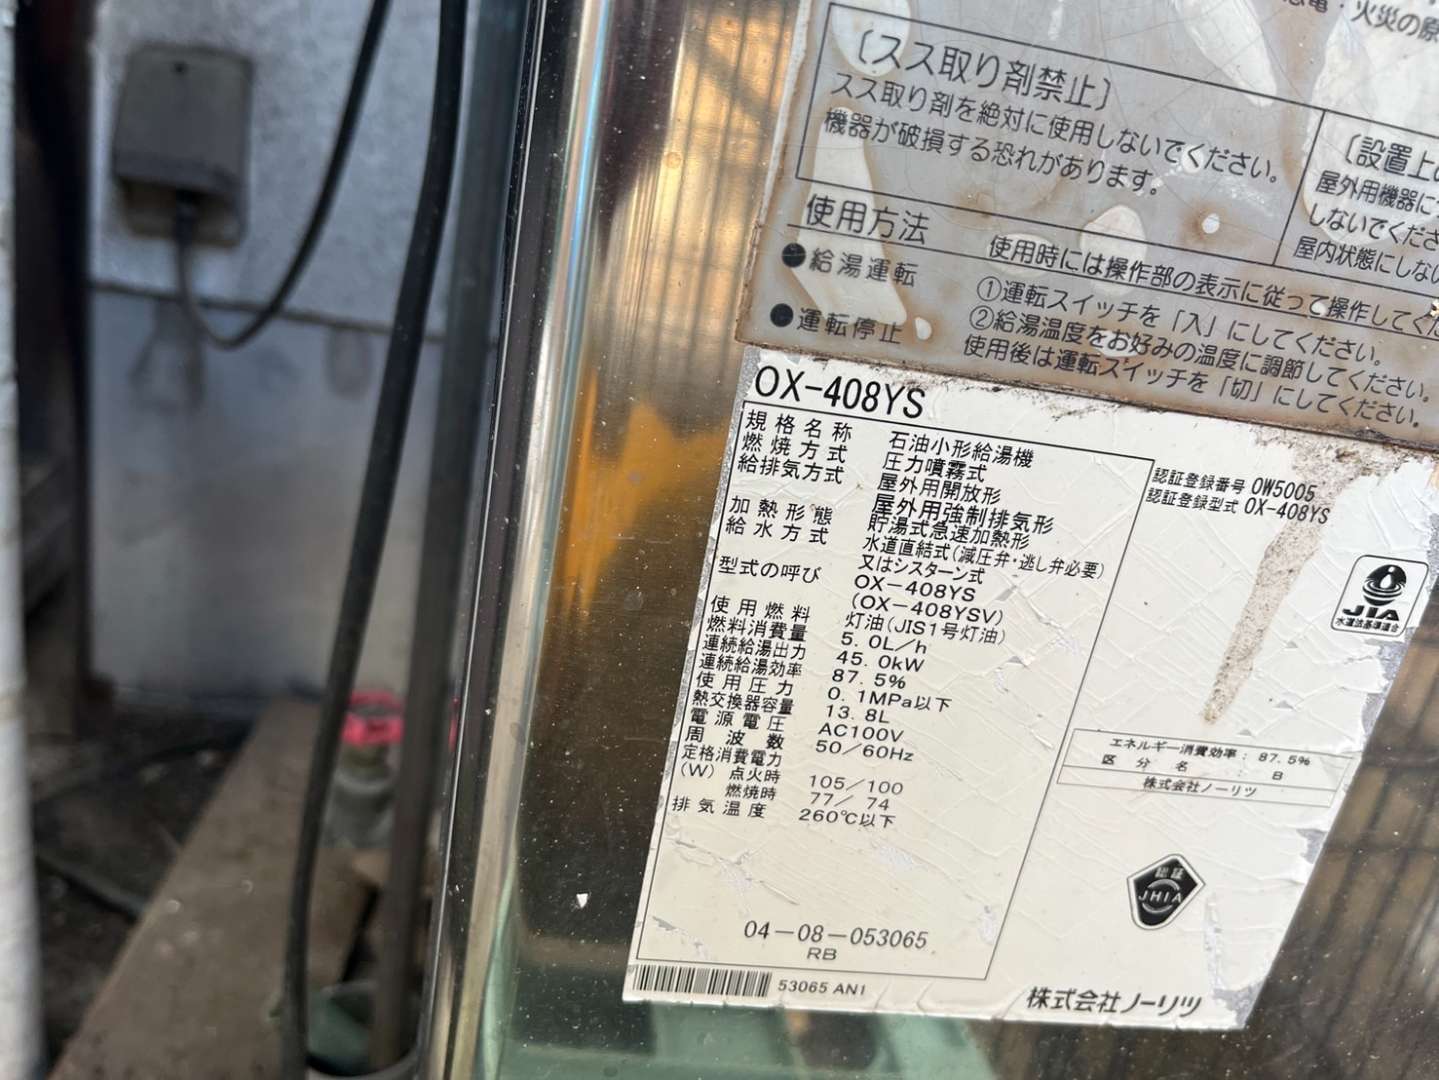 火災の原
〔スス取り剤禁止〕
スス取り剤を絶対に使用しないでください。
機器が破損する恐れがあります。
〔設置上の
屋外用機器に
しないでくださ
屋内状態にしない
使用方法
使用時には操作部の表示に従って操作してくだ
●給湯運転 ①運転スイッチを「入」にしてください。
②給湯温度をお好みの温度に調節してください。
●運転停止 使用後は運転スイッチを「切」にしてください。
OX-408YS
規格名称 石油小形給湯機
燃焼方式 圧力噴霧式
給排気方式 屋外用開放形
屋外用強制排気形
加熱形態 貯湯式急速加熱形
給水方式 水道直結式(減圧弁・逃し弁必要)
又はシスターン式
型式の呼び OX-408YS
(OX-408YSV)
使用燃料 灯油(JIS1号灯油)
燃料消費量 5.0L/h
連続給湯出力 45.0kW
連続給湯効率 87.5%
使用圧力 0.1MPa以下
熱交換器容量 13.8L
電源電圧 AC100V
周波数 50/60Hz
定格消費電力
(W) 点火時 105/100
燃焼時 77/ 74
排気温度 260℃以下
04-08-053065
RB
53065 AN1
認証登録番号 OW5005
認証登録型式 OX-408YS
JIA
水道法基準適合
エネルギー消費効率: 87.5%
区分名: B
株式会社ノーリツ
認証
JHIA
株式会社ノーリツ